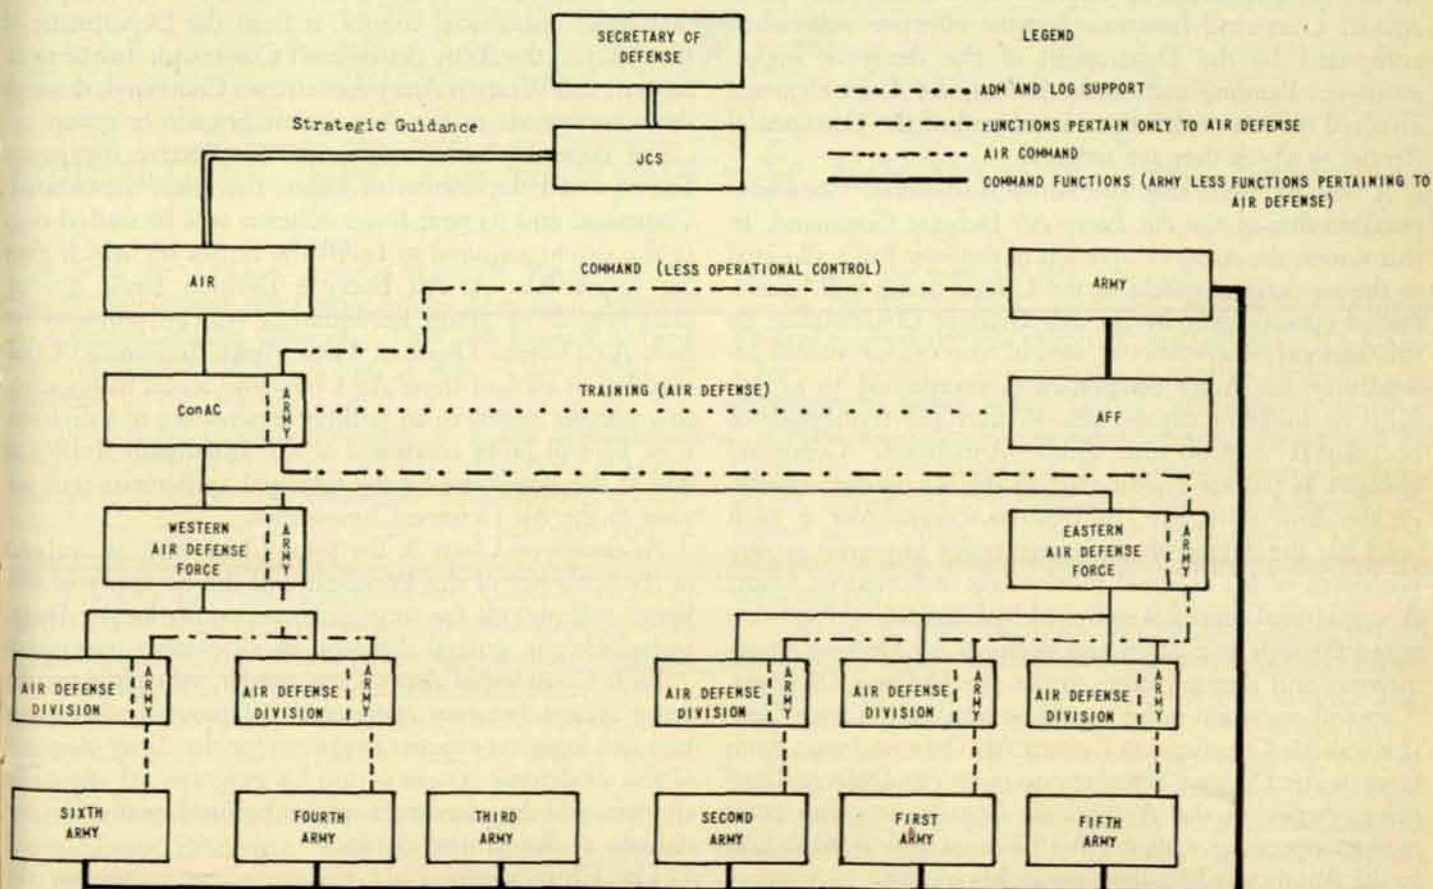 SECRETARY OF
DEFENSE
LEGEND
ADM AND LOG SUPPORT
FUNCTIONS PERTAIN ONLY TO AIR DEFENSE
AIR COMMAND
COMMAND FUNCTIONS (ARMY LESS FUNCTIONS PERTAINING TO
AIR DEFENSE)
Strategic Guidance
JCS
AIR
COMMAND (LESS OPERATIONAL CONTROL)
ARMY
ConAC
ARMY
TRAINING (AIR DEFENSE)
AFF
WESTERN
AIR DEFENSE
FORCE
ARMY
EASTERN
AIR DEFENSE
FORCE
ARMY
AIR DEFENSE
DIVISION
ARMY
AIR DEFENSE
DIVISION
ARMY
AIR DEFENSE
DIVISION
ARMY
AIR DEFENSE
DIVISION
ARMY
AIR DEFENSE
DIVISION
ARMY
SIXTH
ARMY
FOURTH
ARMY
THIRD
ARMY
SECOND
ARMY
FIRST
ARMY
FIFTH
ARMY